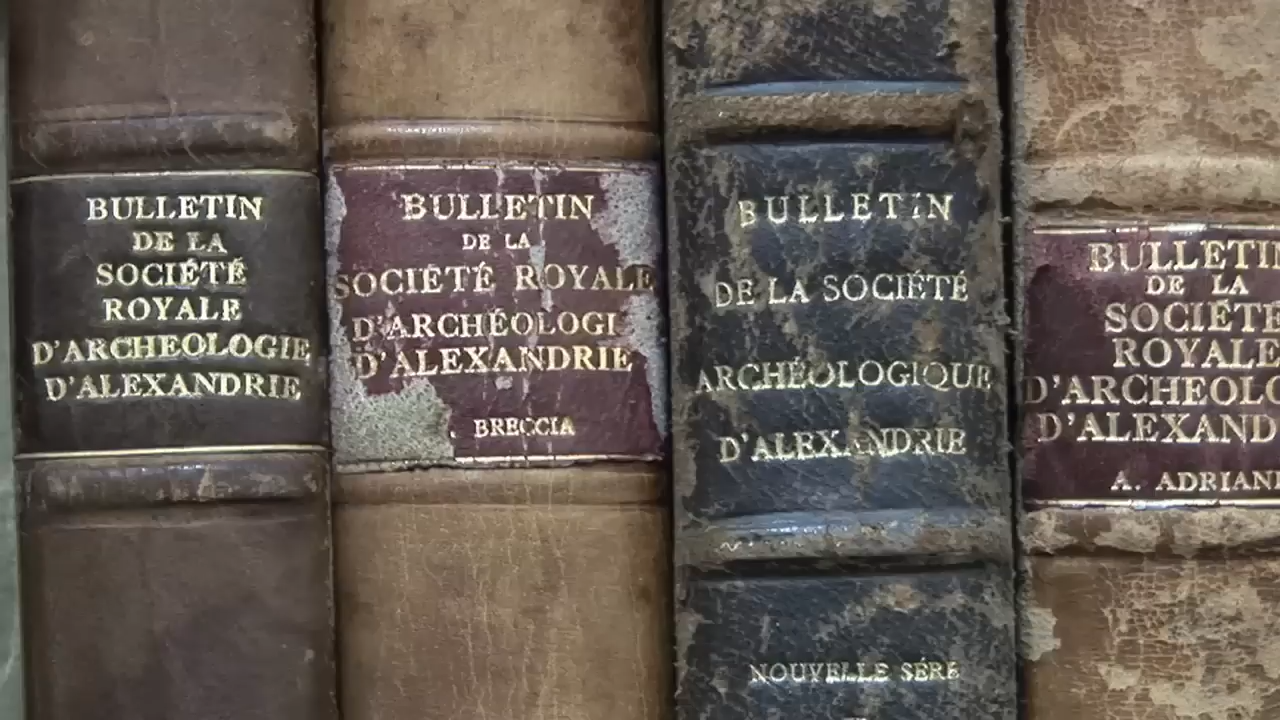 BULLETIN
DE LA
SOCIÉTÉ
ROYALE
D'ARCHEOLOGIE
D'ALEXANDRIE
BULLETIN
DE LA
SOCIÉTÉ ROYALE
D'ARCHÉOLOGI
D'ALEXANDRIE
BRECCIA
BULLETIN
DE LA SOCIÉTÉ
ARCHÉOLOGIQUE
D'ALEXANDRIE
NOUVELLE SÉRE
BULLETIN
DE LA
SOCIÉTÉ
ROYALE
D'ARCHEOLO
D'ALEXAND
A. ADRIANI